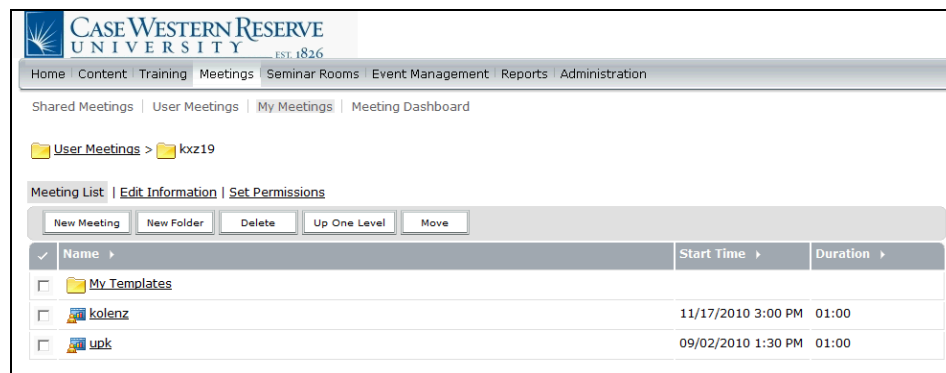 CASE WESTERN RESERVE
UNIVERSITY EST. 1826
Home Content Training Meetings Seminar Rooms Event Management Reports Administration
Shared Meetings | User Meetings | My Meetings | Meeting Dashboard
User Meetings > kxz19
Meeting List | Edit Information | Set Permissions
New Meeting New Folder Delete Up One Level Move
Name Start Time Duration
My Templates
kolenz 11/17/2010 3:00 PM 01:00
upk 09/02/2010 1:30 PM 01:00